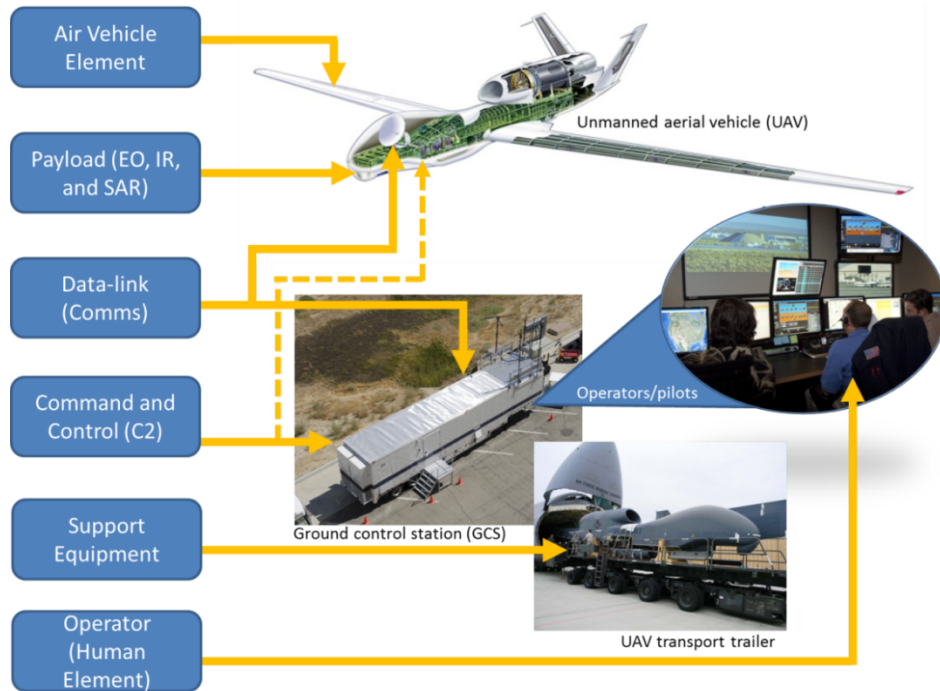 Air Vehicle
Element
Unmanned aerial vehicle (UAV)
Payload (EO, IR,
and SAR)
Data-link
(Comms)
Operators/pilots
Command and
Control (C2)
Ground control station (GCS)
Support
Equipment
UAV transport trailer
Operator
(Human
Element)